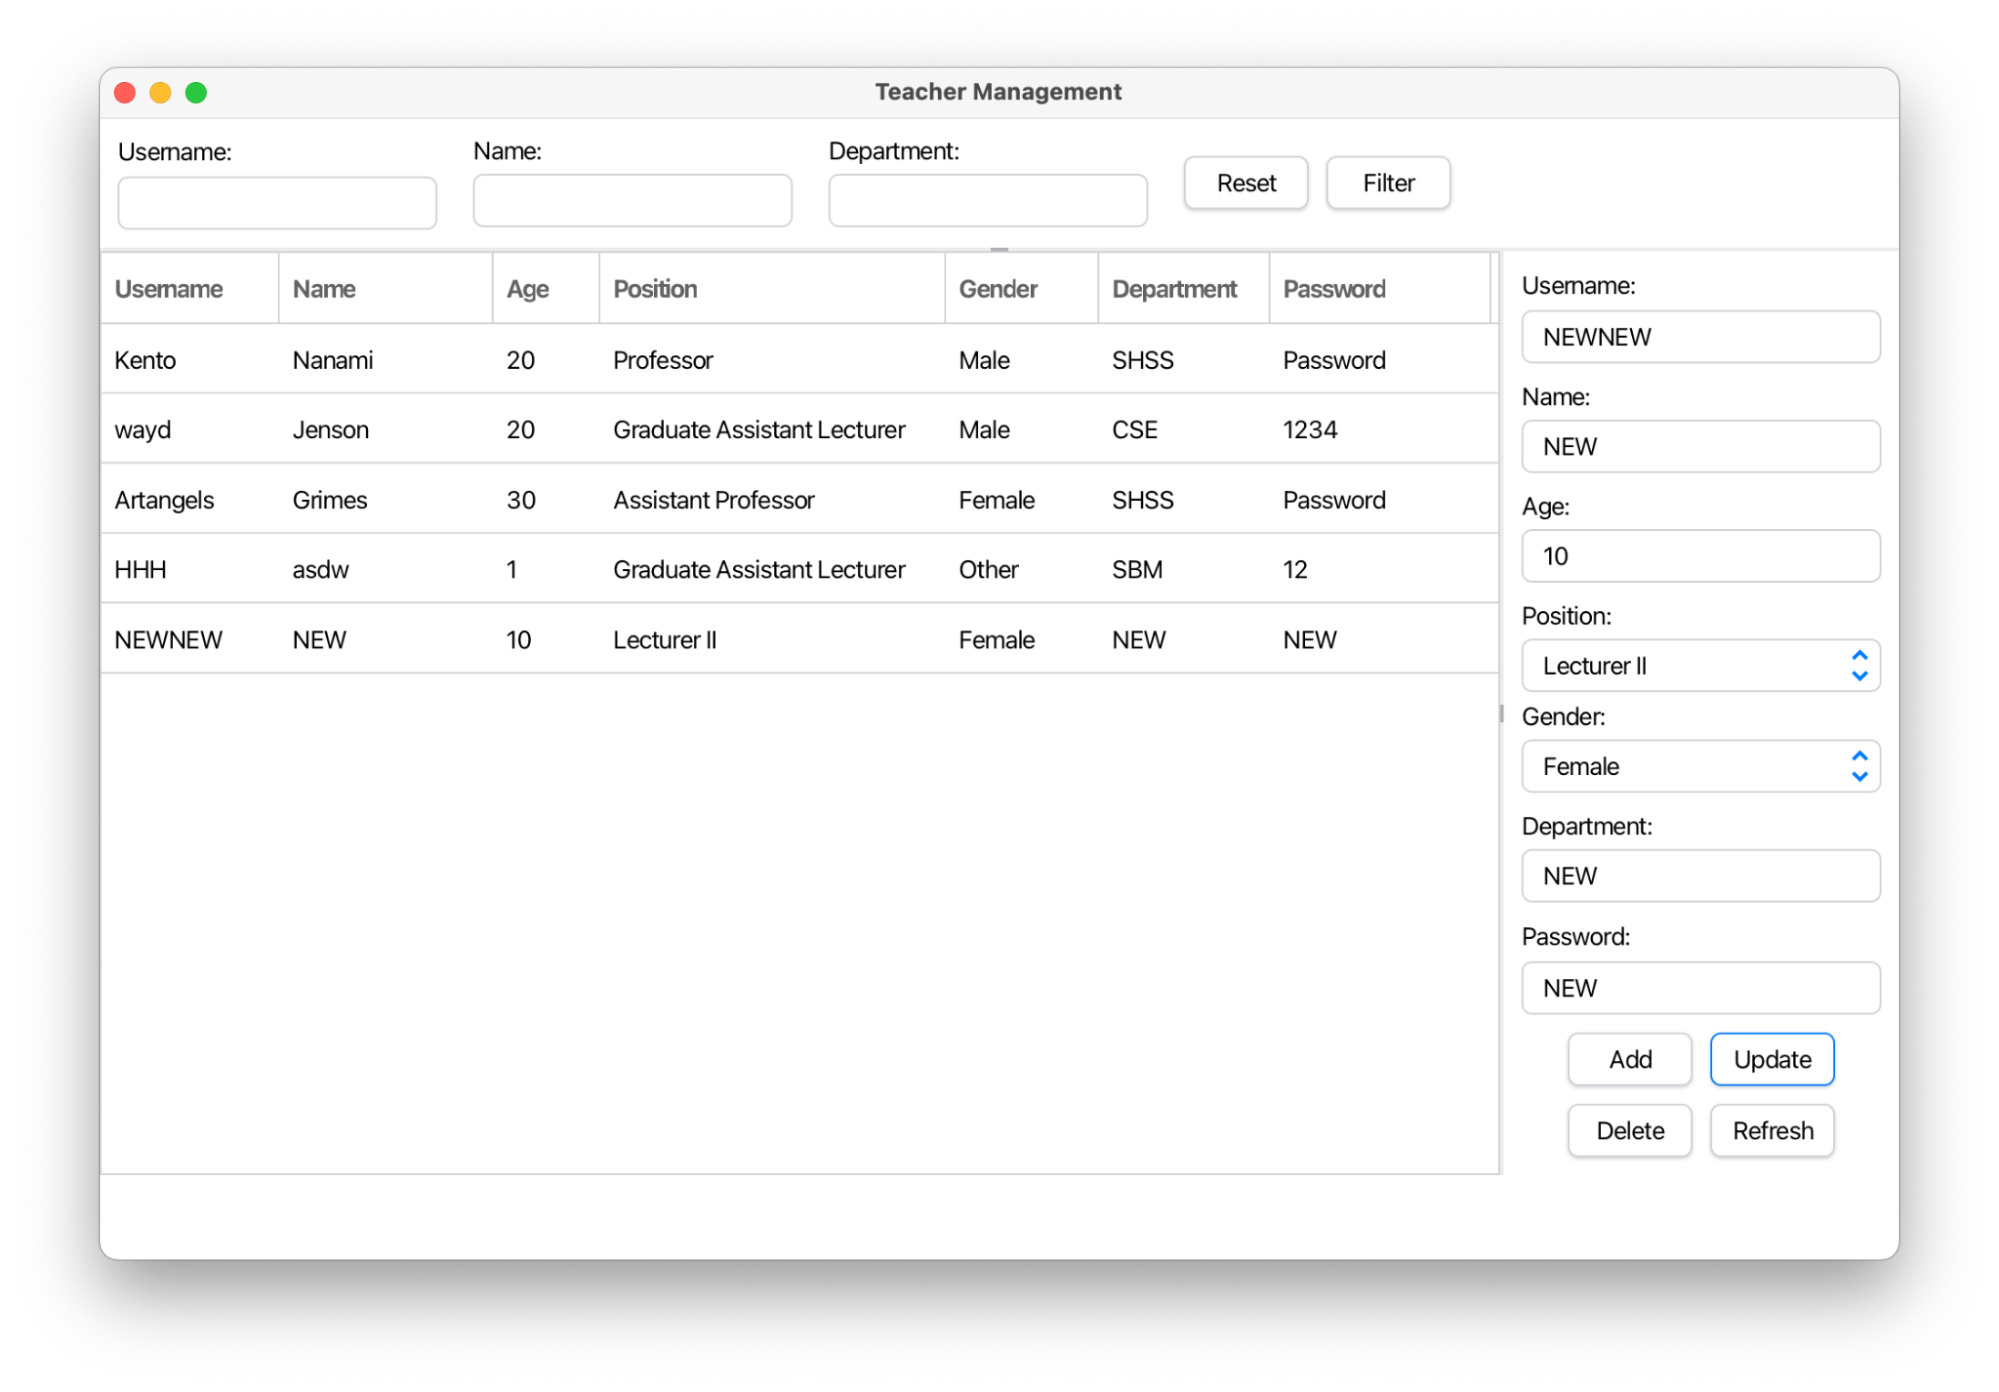 Teacher Management
Username: Name: Department:
Reset Filter
Username Name Age Position Gender Department Password
Kento Nanami 20 Professor Male SHSS Password
wayd Jenson 20 Graduate Assistant Lecturer Male CSE 1234
Artangels Grimes 30 Assistant Professor Female SHSS Password
HHH asdw 1 Graduate Assistant Lecturer Other SBM 12
NEWNEW NEW 10 Lecturer II Female NEW NEW
Username:
NEWNEW
Name:
NEW
Age:
10
Position:
Lecturer II
Gender:
Female
Department:
NEW
Password:
NEW
Add Update
Delete Refresh